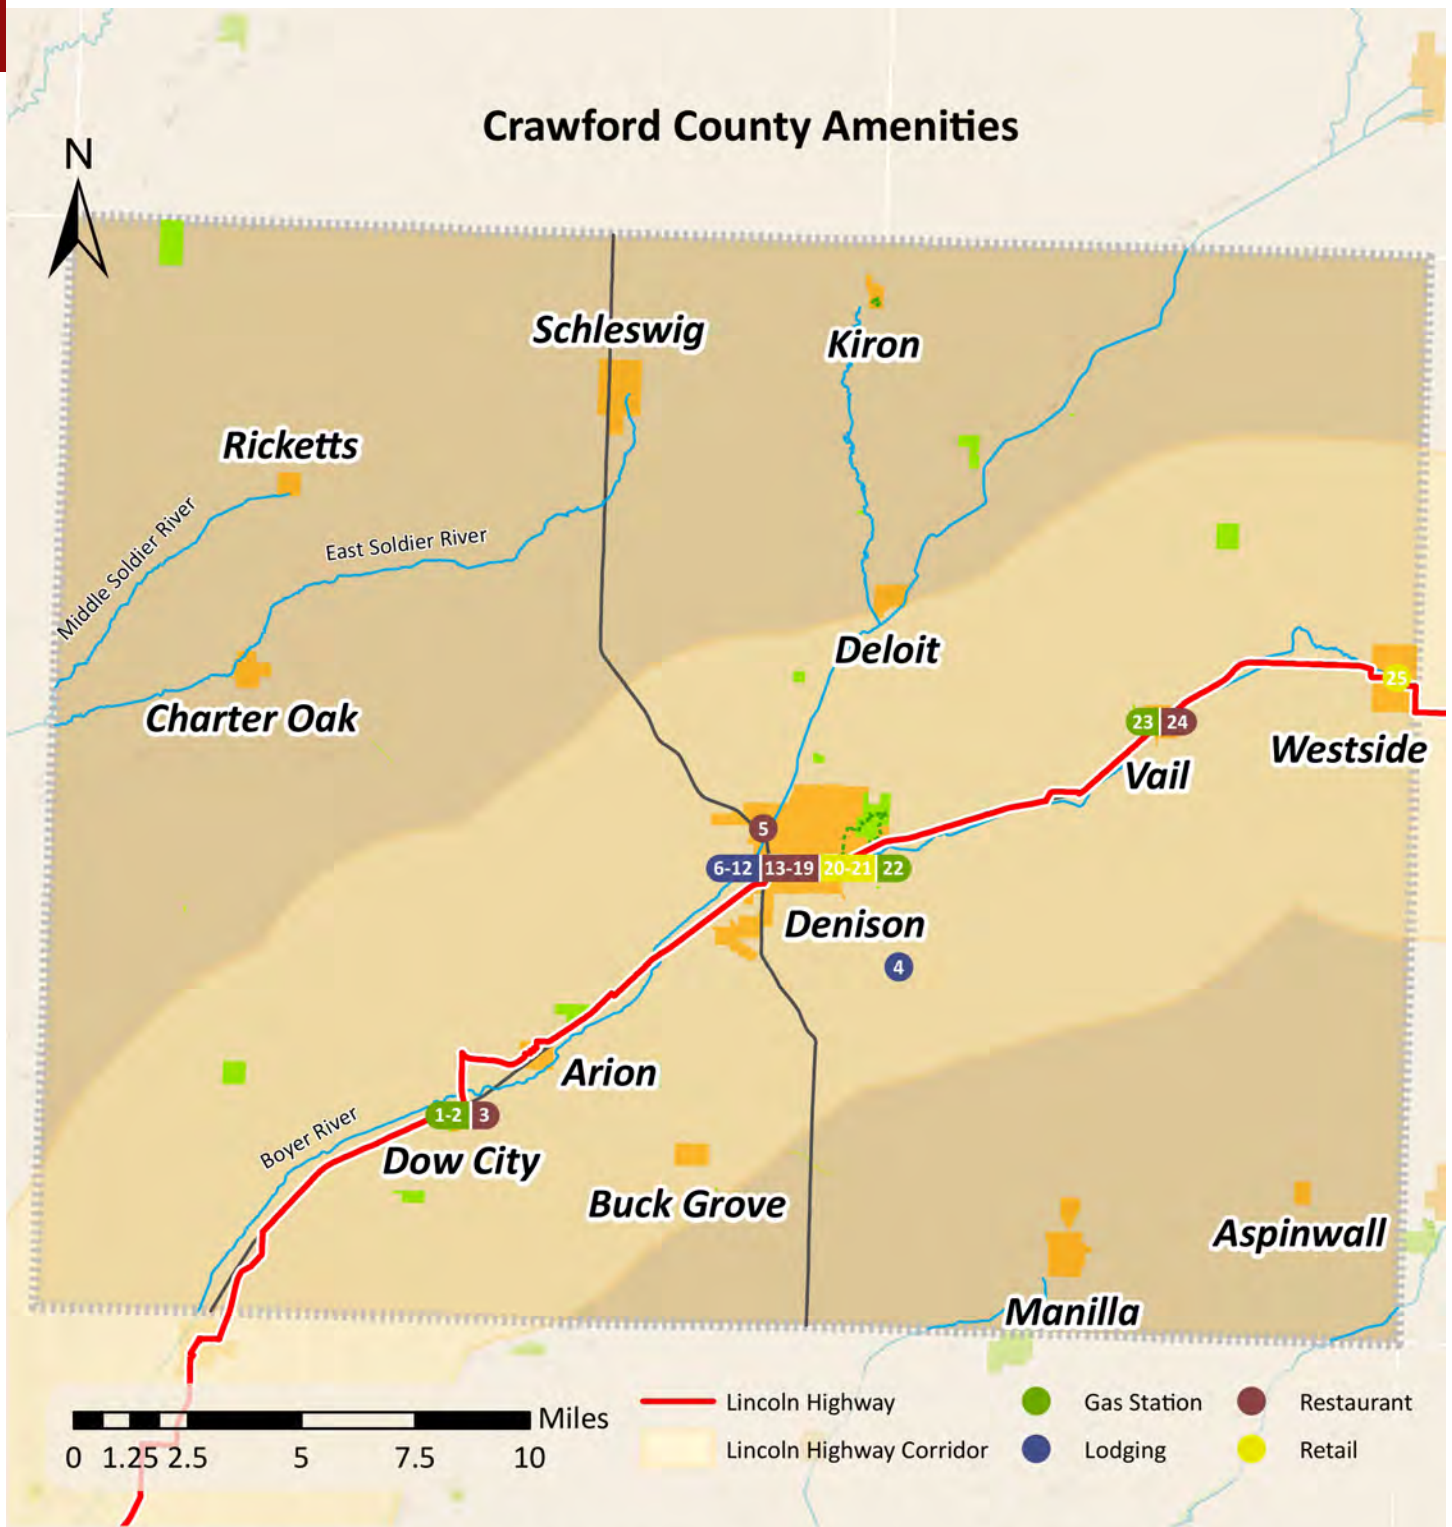 Crawford County Amenities
N
Schleswig
Kiron
Ricketts
Middle Soldier River
East Soldier River
Deloit
Charter Oak
25
23 24
Westside
Vail
5
6-12 13-19 20-21 22
Denison
4
Arion
1-2 3
Boyer River
Dow City
Buck Grove
Aspinwall
Manilla
Miles
0 1.25 2.5 5 7.5 10
Lincoln Highway
Lincoln Highway Corridor
Gas Station
Lodging
Restaurant
Retail